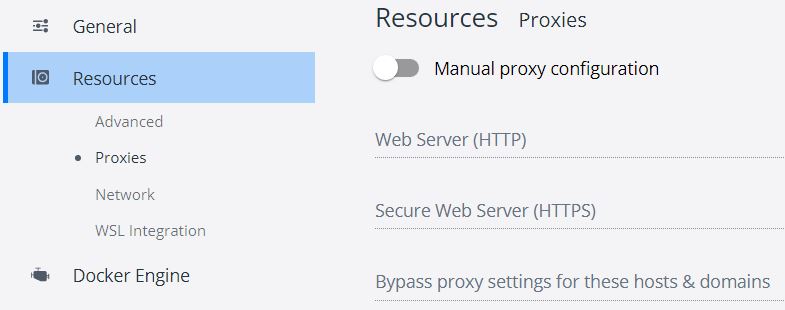 General
Resources
Advanced
Proxies
Network
WSL Integration
Docker Engine
Resources Proxies
Manual proxy configuration
Web Server (HTTP)
Secure Web Server (HTTPS)
Bypass proxy settings for these hosts & domains